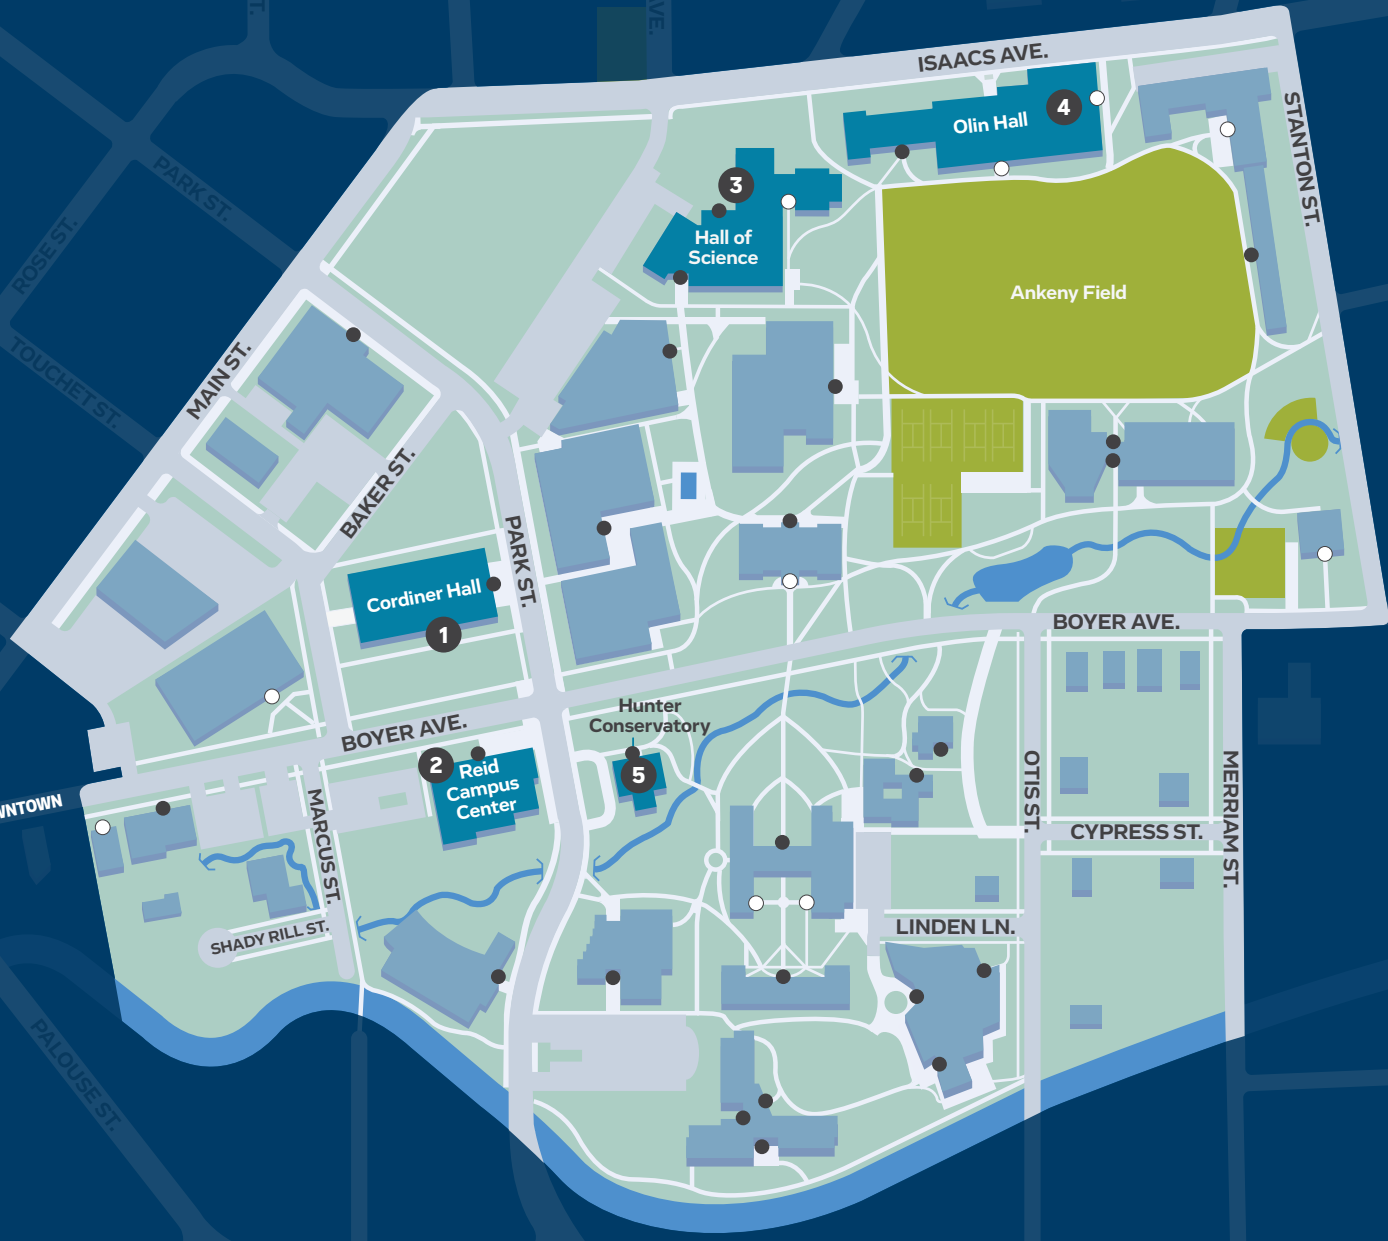 T.
AVE.
ISAACS AVE.
4
Olin Hall
STANTON ST.
PARK ST.
3
ROSE ST.
Hall of
Science
Ankeny Field
TOUCHET ST.
MAIN ST.
BAKER ST.
PARK ST.
Cordiner Hall
1
BOYER AVE.
Hunter
Conservatory
BOYER AVE.
2
Reid
Campus
Center
5
OTIS ST.
MERRIAM ST.
WNTOWN
MARCUS ST.
CYPRESS ST.
SHADY RILL ST.
LINDEN LN.
PALOUSE ST.